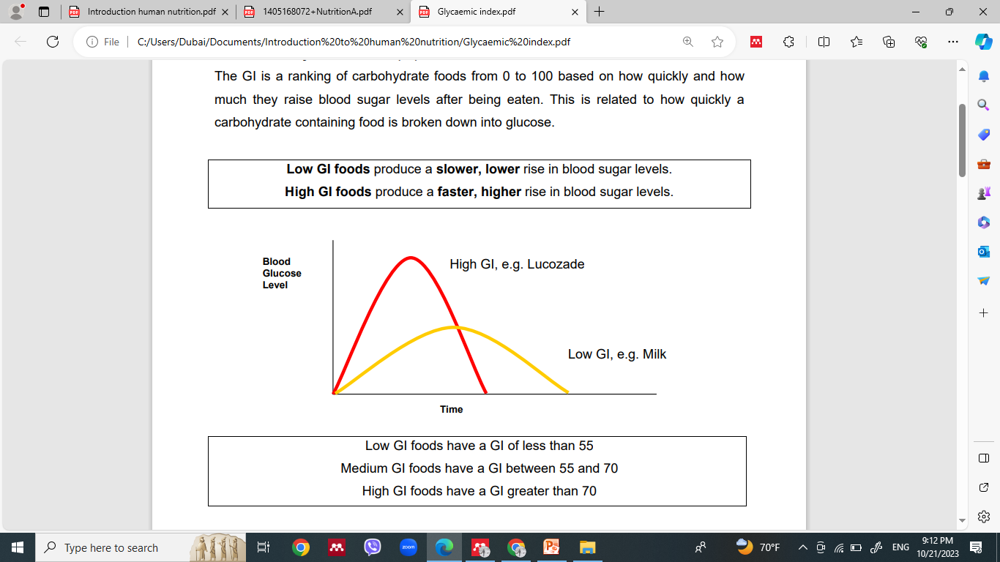 Introduction human nutrition.pdf
1405168072+NutritionA.pdf
Glycaemic index.pdf
File
C:/Users/Dubai/Documents/Introduction%20to%20human%20nutrition/Glycaemic%20index.pdf
The GI is a ranking of carbohydrate foods from 0 to 100 based on how quickly and how
much they raise blood sugar levels after being eaten. This is related to how quickly a
carbohydrate containing food is broken down into glucose.
Low GI foods produce a slower, lower rise in blood sugar levels.
High GI foods produce a faster, higher rise in blood sugar levels.
Blood
Glucose
Level
High GI, e.g. Lucozade
Low GI, e.g. Milk
Time
Low GI foods have a GI of less than 55
Medium GI foods have a GI between 55 and 70
High GI foods have a GI greater than 70
Type here to search
zoom
70°F
ENG
9:12 PM
10/21/2023